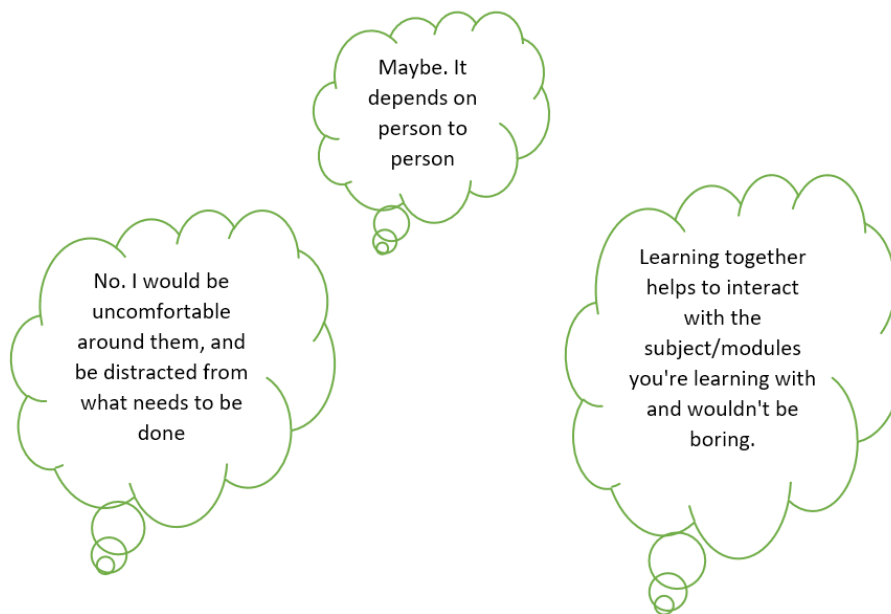 Maybe. It
depends on
person to
person
No. I would be
uncomfortable
around them, and
be distracted from
what needs to be
done
Learning together
helps to interact
with the
subject/modules
you're learning with
and wouldn't be
boring.